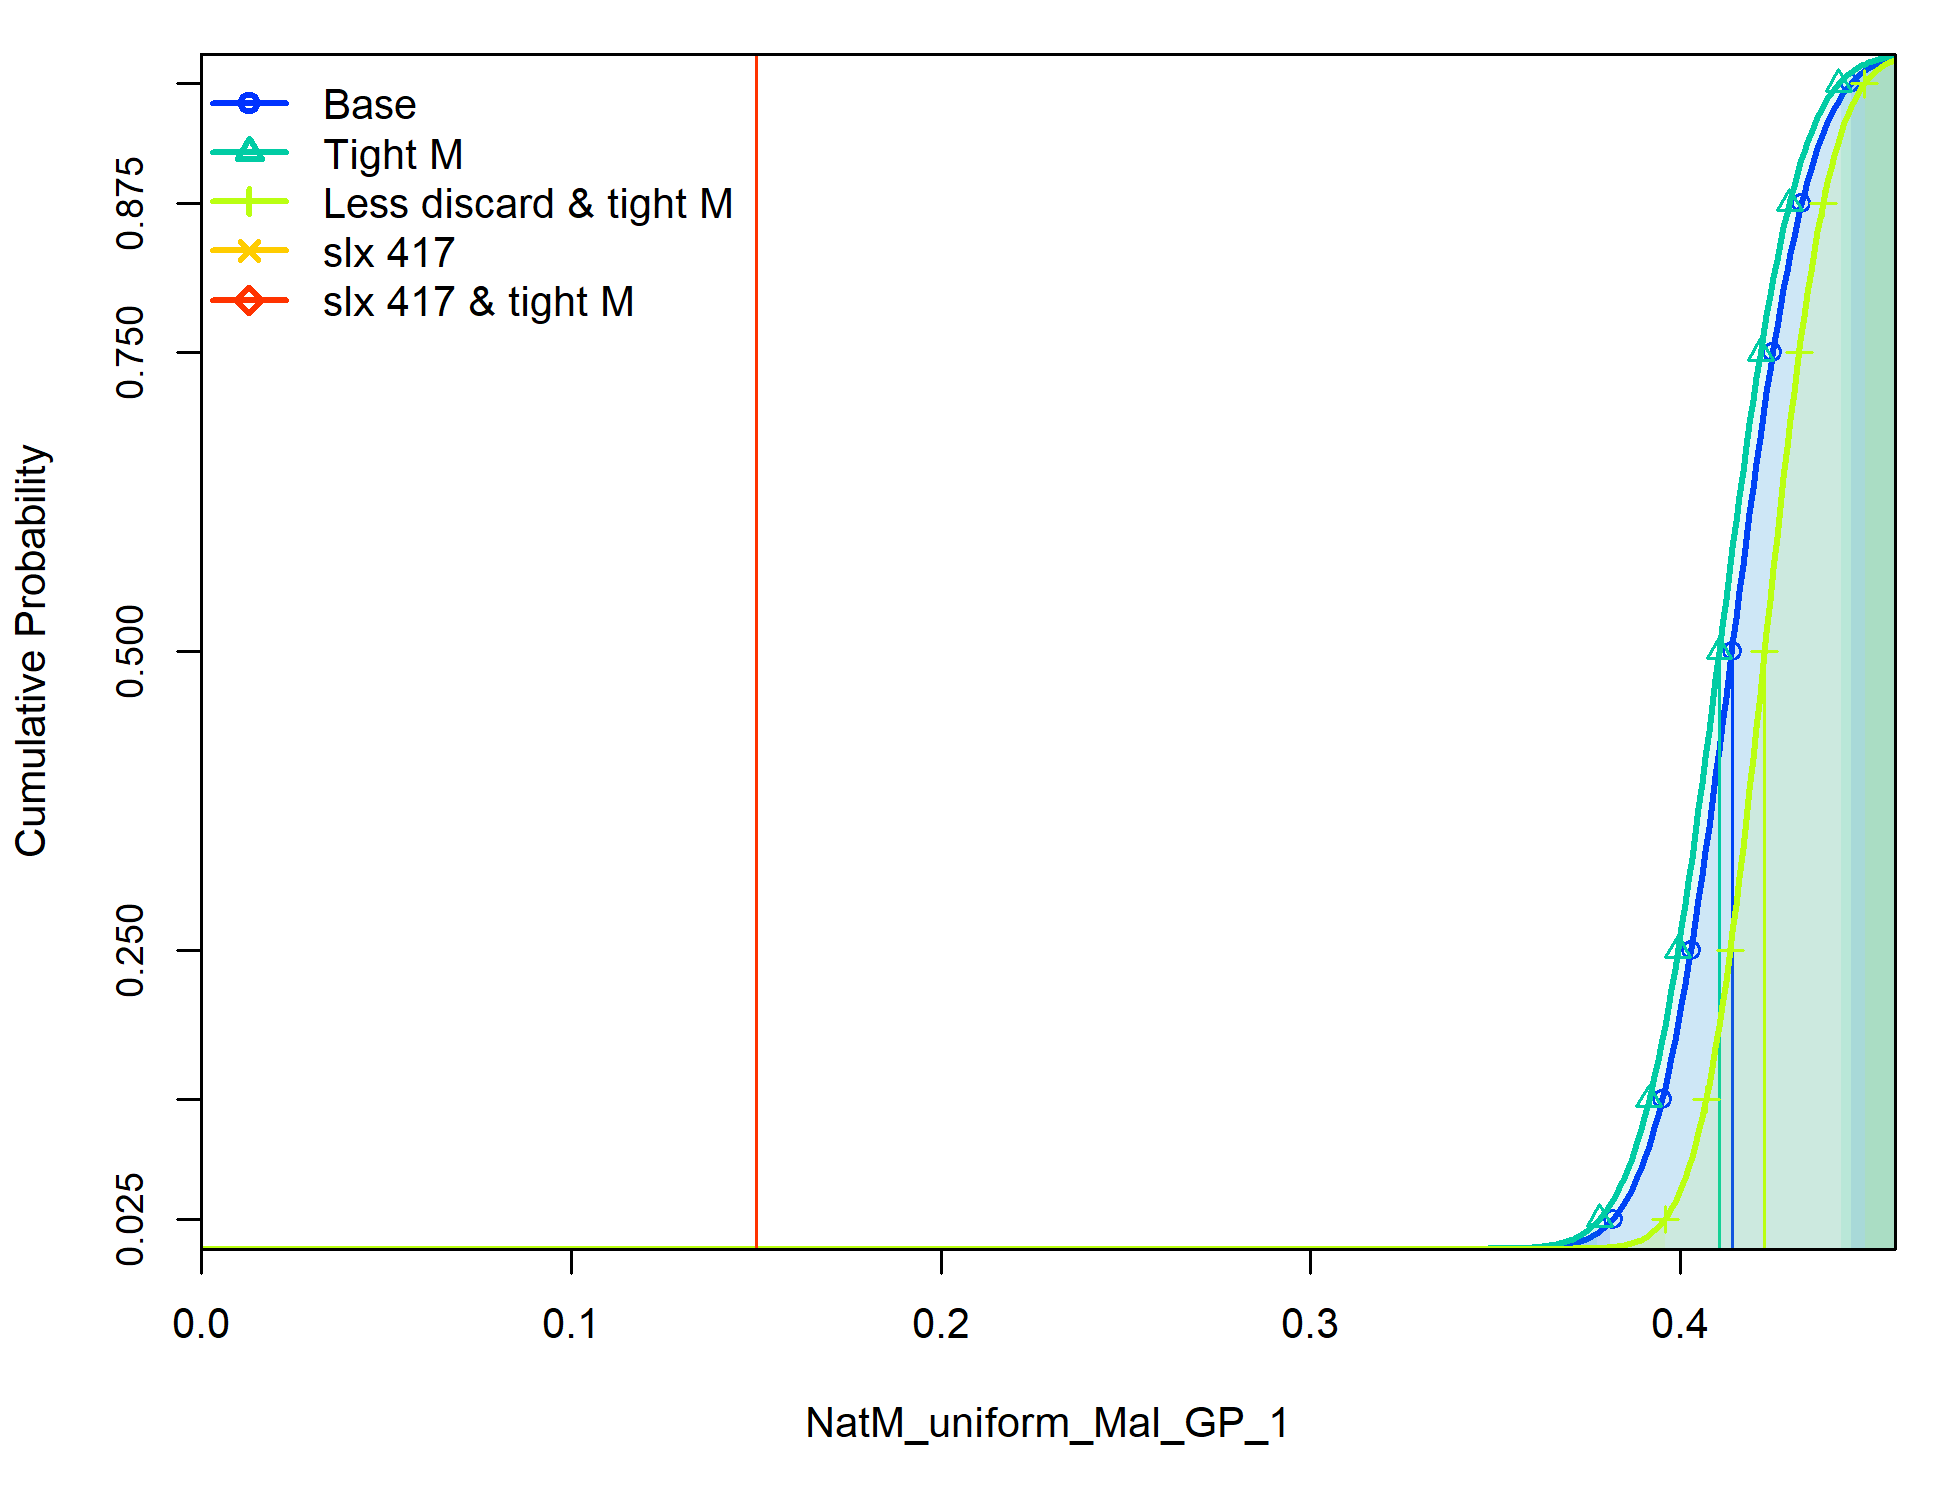 Base
Tight M
Less discard & tight M
slx 417
slx 417 & tight M
Cumulative Probability
0.875
0.750
0.500
0.250
0.025
0.0 0.1 0.2 0.3 0.4
NatM_uniform_Mal_GP_1